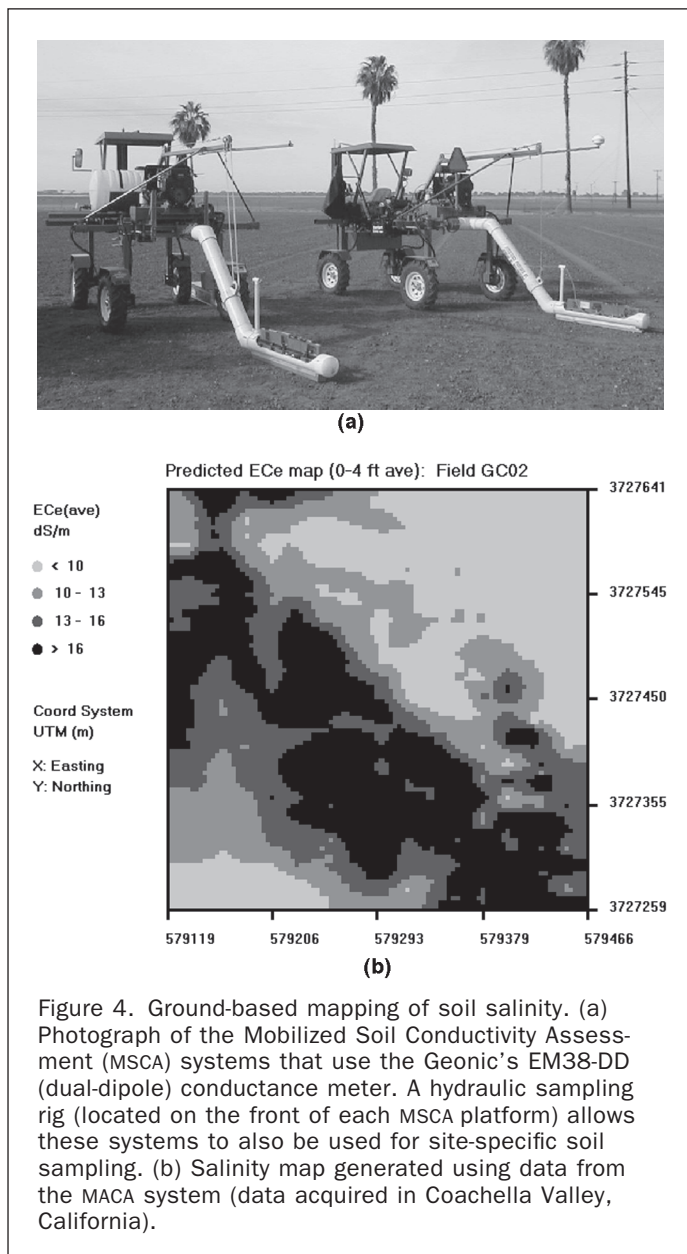 (a)
Predicted ECe map (0-4 ft ave): Field GC02
ECe(ave)
dS/m
< 10
10 - 13
13 - 16
> 16
Coord System
UTM (m)
X: Easting
Y: Northing
3727641
3727545
3727450
3727355
3727259
579119 579206 579293 579379 579466
(b)
Figure 4. Ground-based mapping of soil salinity. (a)
Photograph of the Mobilized Soil Conductivity Assess-
ment (MSCA) systems that use the Geonic's EM38-DD
(dual-dipole) conductance meter. A hydraulic sampling
rig (located on the front of each MSCA platform) allows
these systems to also be used for site-specific soil
sampling. (b) Salinity map generated using data from
the MACA system (data acquired in Coachella Valley,
California).